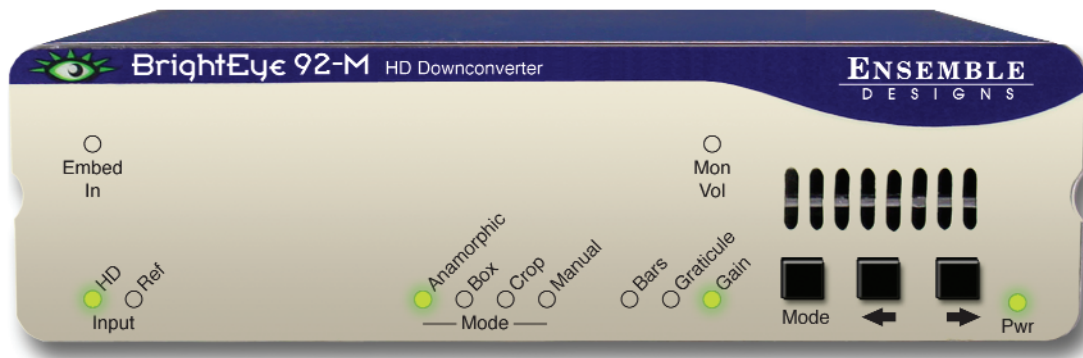 BrightEye 92-M HD Downconverter
ENSEMBLE
DESIGNS
Embed
In
Mon
Vol
HD
Ref
Input
Anamorphic
Box
Crop
Manual
Mode
Bars
Graticule
Gain
Mode
Pwr